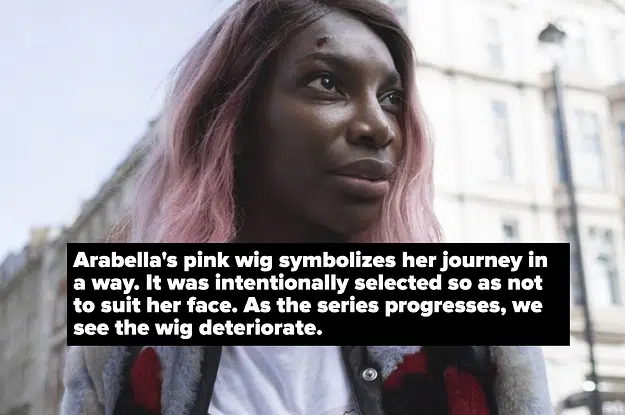 Arabella's pink wig symbolizes her journey in
a way. It was intentionally selected so as not
to suit her face. As the series progresses, we
see the wig deteriorate.